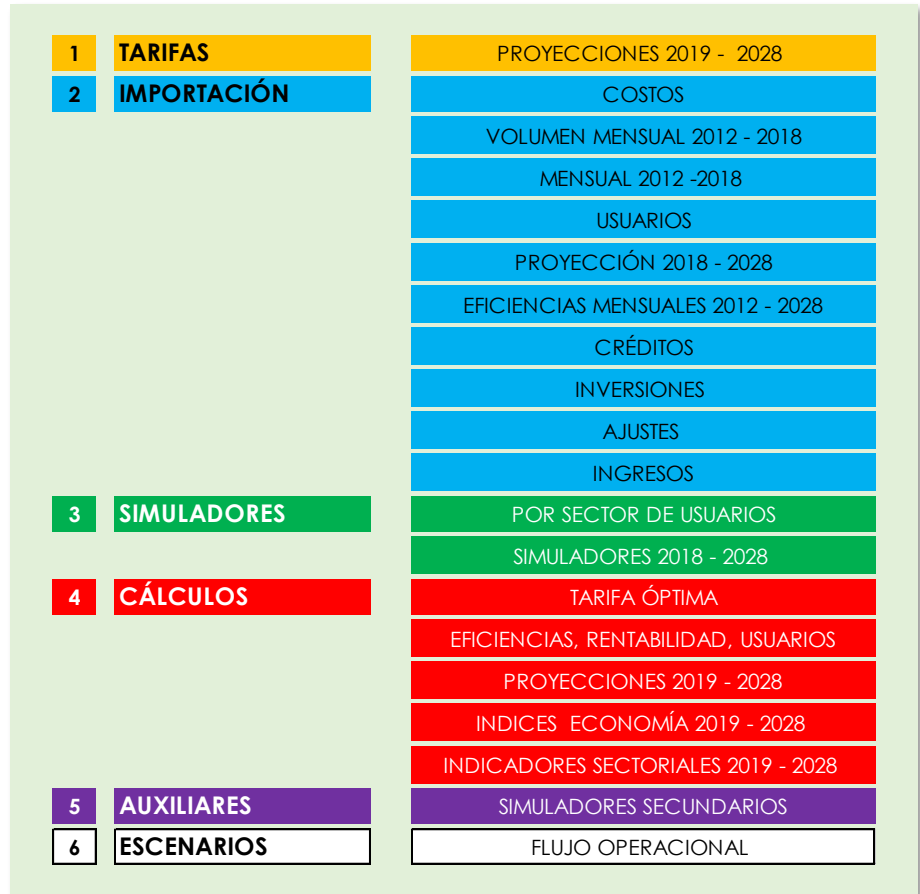 1 TARIFAS PROYECCIONES 2019 - 2028
2 IMPORTACIÓN COSTOS
VOLUMEN MENSUAL 2012 - 2018
MENSUAL 2012 -2018
USUARIOS
PROYECCIÓN 2018 - 2028
EFICIENCIAS MENSUALES 2012 - 2028
CRÉDITOS
INVERSIONES
AJUSTES
INGRESOS
3 SIMULADORES POR SECTOR DE USUARIOS
SIMULADORES 2018 - 2028
4 CÁLCULOS TARIFA ÓPTIMA
EFICIENCIAS, RENTABILIDAD, USUARIOS
PROYECCIONES 2019 - 2028
INDICES ECONOMÍA 2019 - 2028
INDICADORES SECTORIALES 2019 - 2028
5 AUXILIARES SIMULADORES SECUNDARIOS
6 ESCENARIOS FLUJO OPERACIONAL